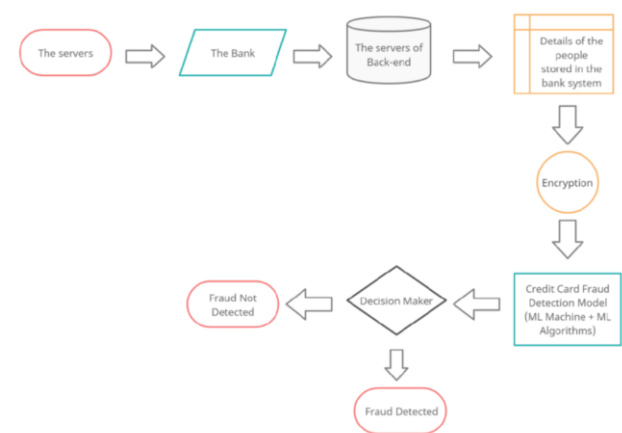 The servers
The Bank
The servers of
Back-end
Details of the
people
stored in the
bank system
Encryption
Credit Card Fraud
Detection Model
(ML Machine + ML
Algorithms)
Decision Maker
Fraud Not
Detected
Fraud Detected